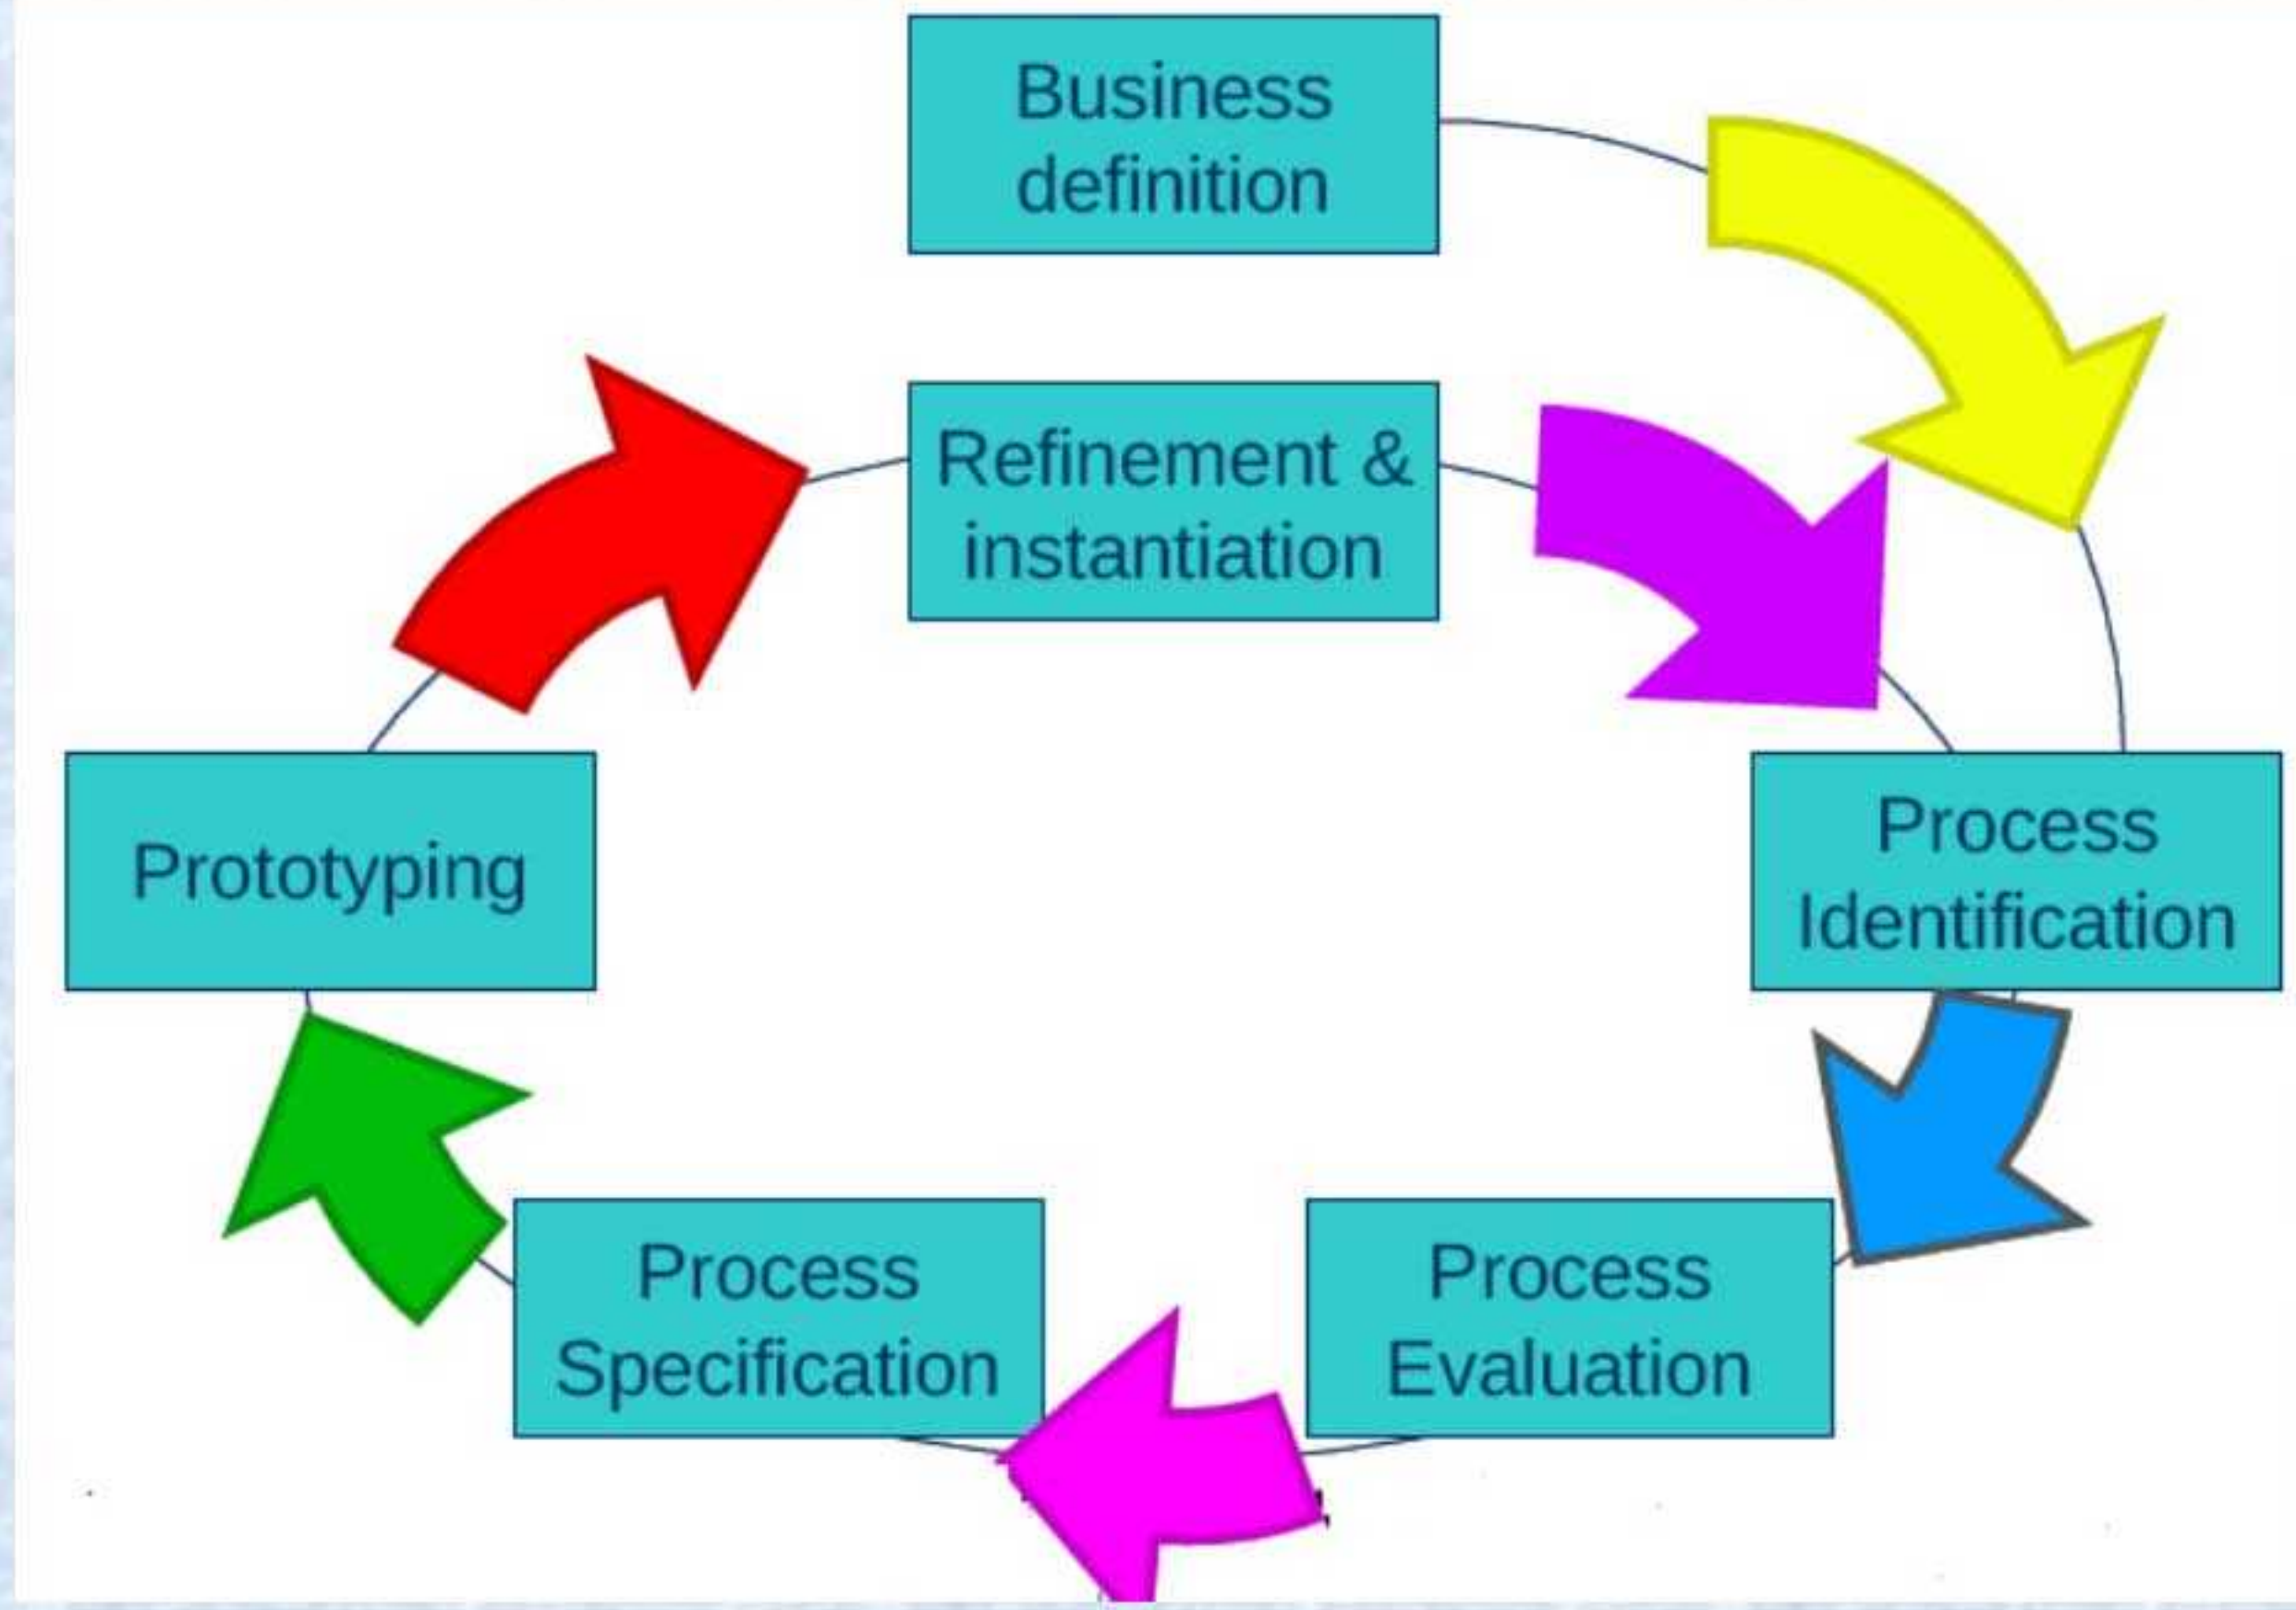 Business
definition
Refinement &
instantiation
Prototyping
Process
Identification
Process
Specification
Process
Evaluation